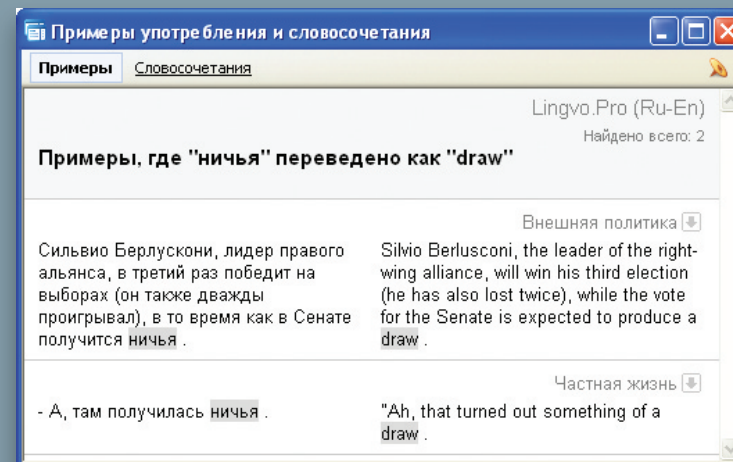 Примеры употребления и словосочетания
Примеры Словосочетания
Lingvo.Pro (Ru-En)
Найдено всего: 2
Примеры, где "ничья" переведено как "draw"
Внешняя политика
Сильвио Берлускони, лидер правого
альянса, в третий раз победит на
выборах (он также дважды
проигрывал), в то время как в Сенате
получится ничья .
Silvio Berlusconi, the leader of the right-
wing alliance, will win his third election
(he has also lost twice), while the vote
for the Senate is expected to produce a
draw .
Частная жизнь
- А, там получилась ничья .
"Ah, that turned out something of a
draw .